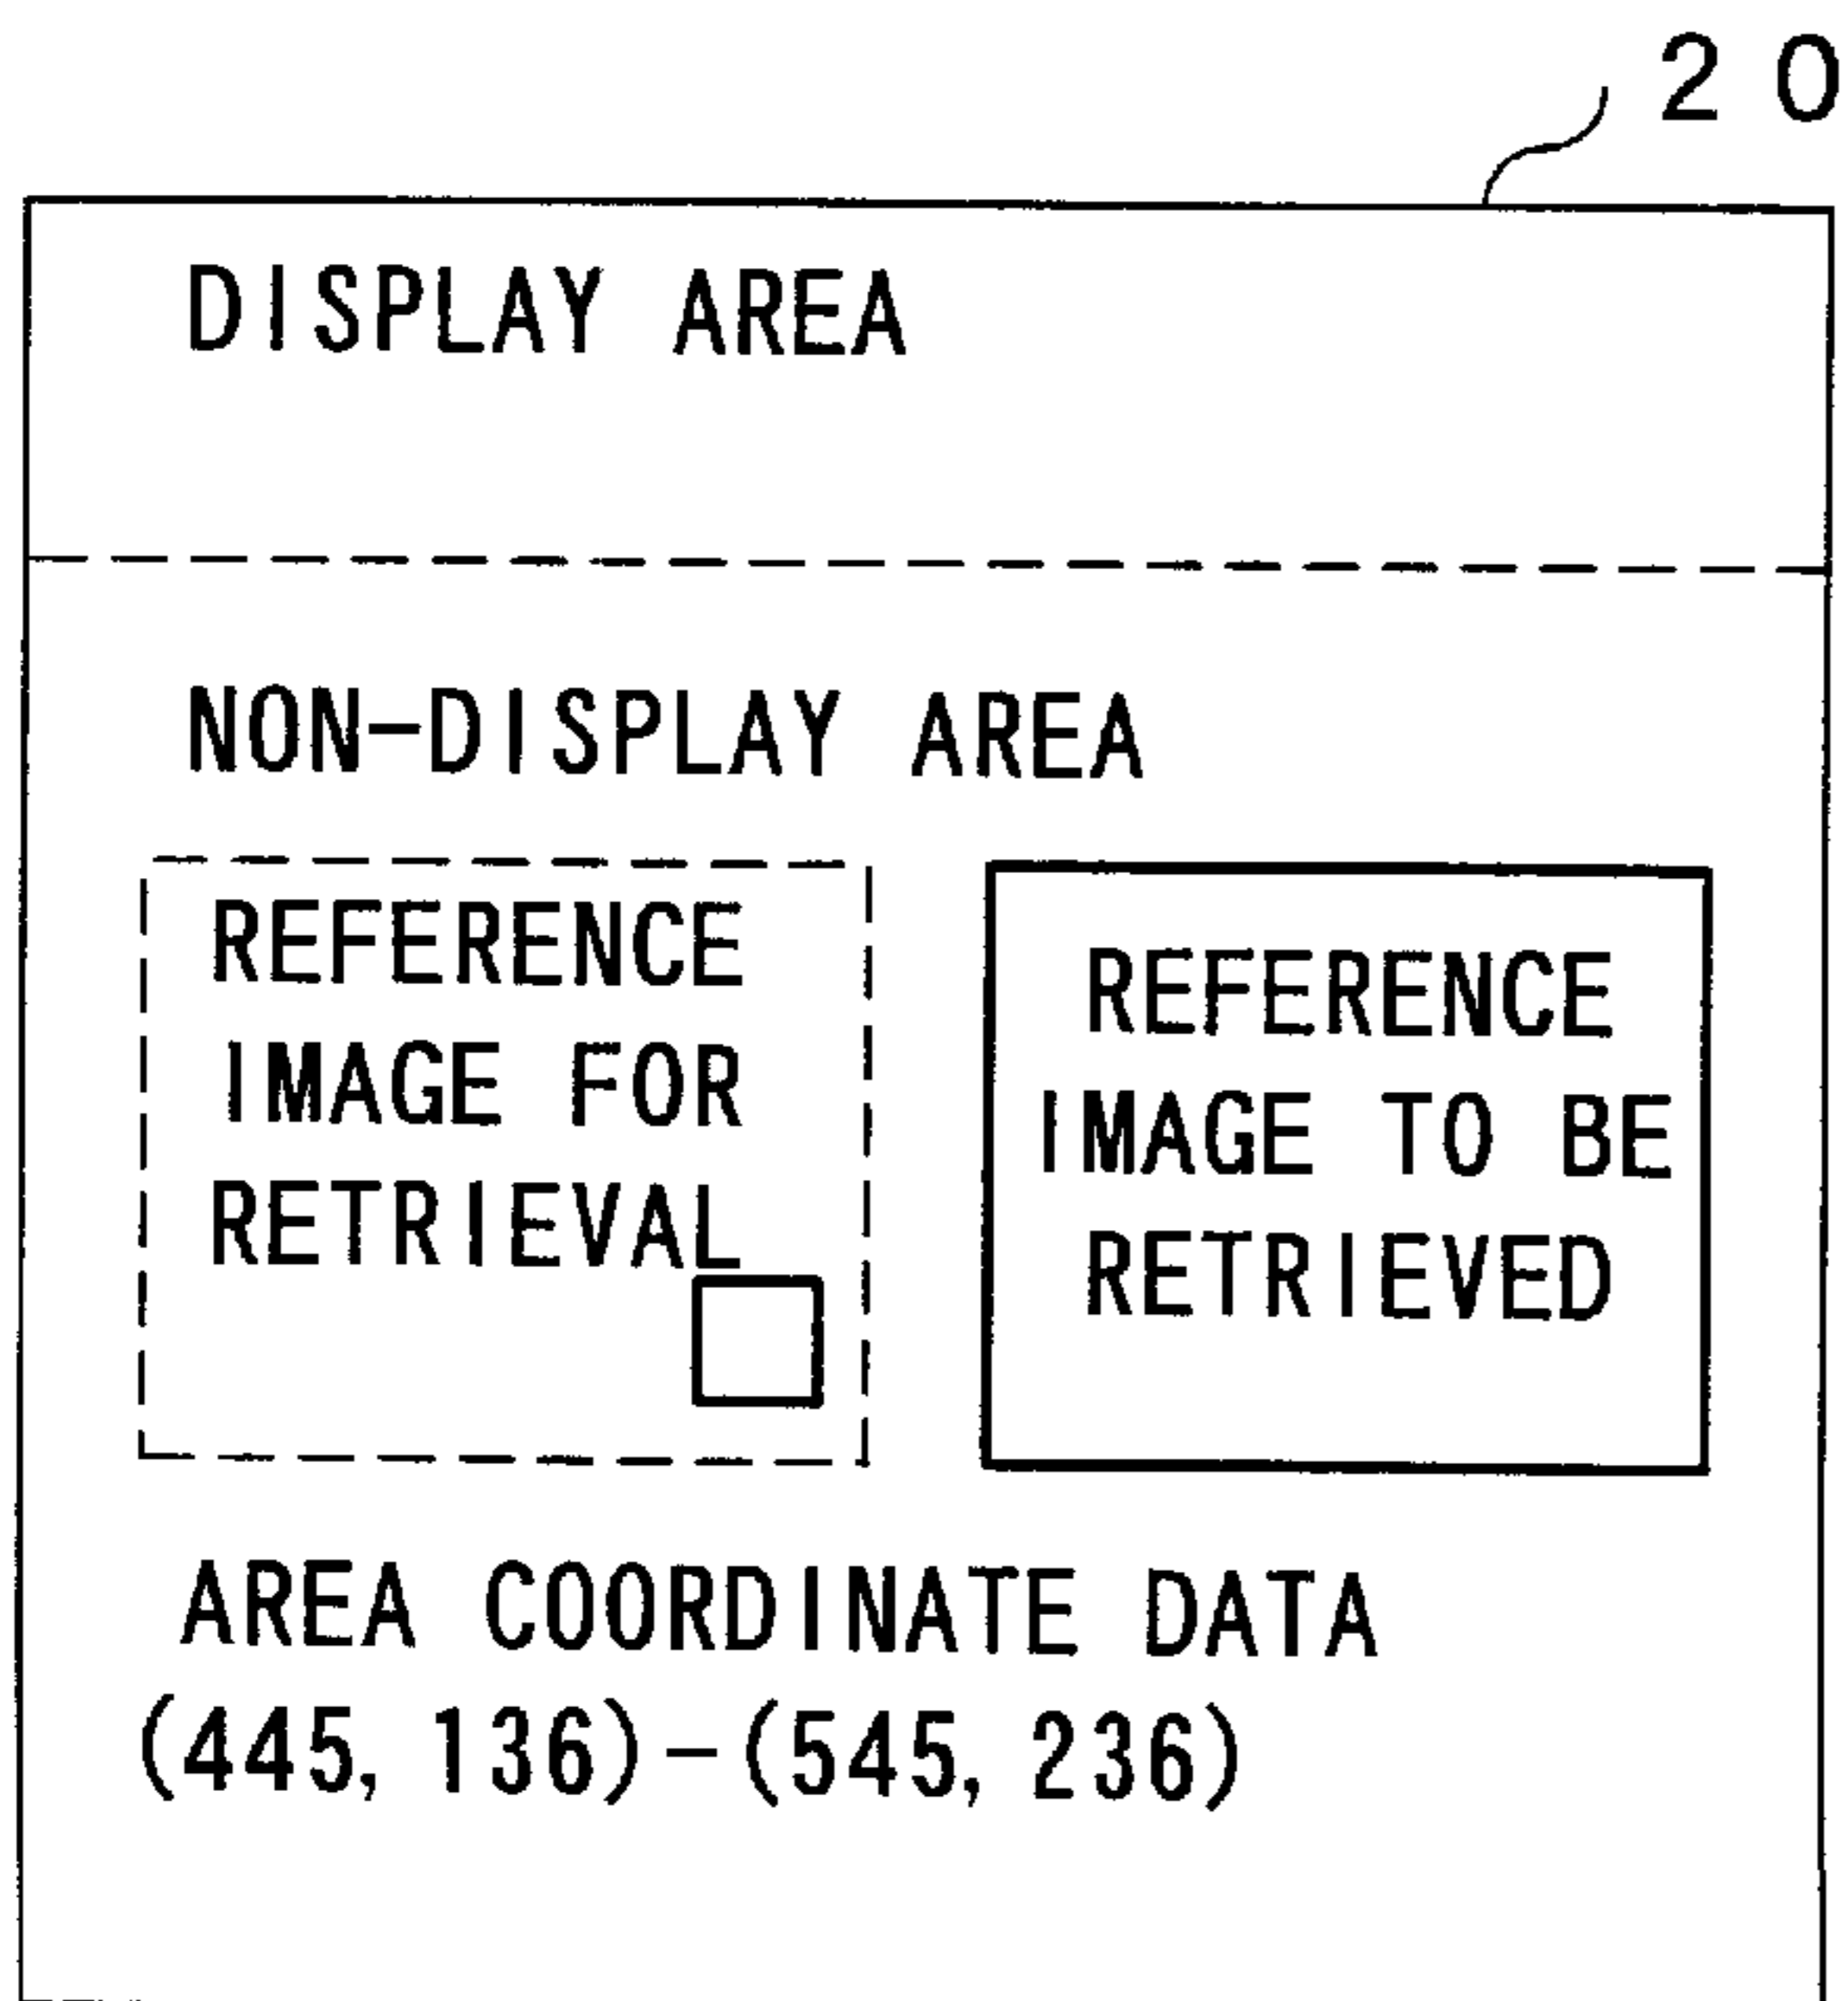 20
DISPLAY AREA
NON-DISPLAY AREA
REFERENCE
IMAGE FOR
RETRIEVAL
REFERENCE
IMAGE TO BE
RETRIEVED
AREA COORDINATE DATA
(445, 136)-(545, 236)